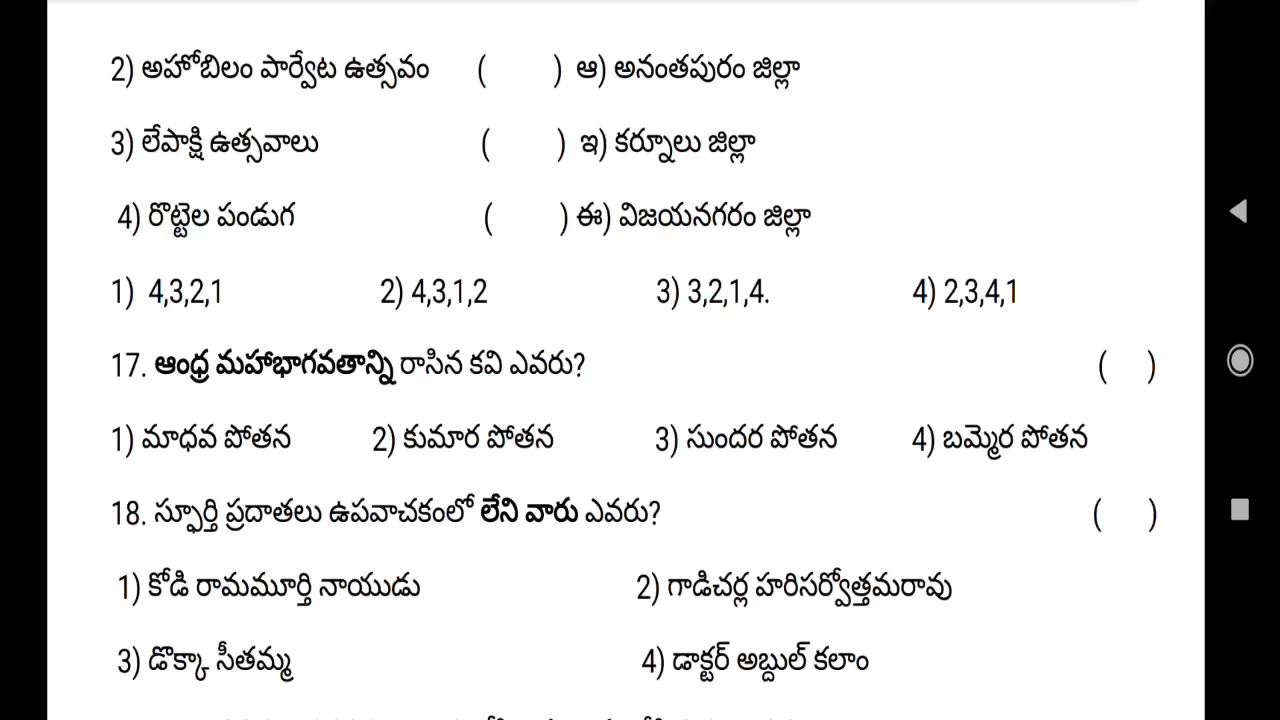 2) అహోబిలం పార్వేట ఉత్సవం ( ) ఆ) అనంతపురం జిల్లా
3) లేపాక్షి ఉత్సవాలు ( ) ఇ) కర్నూలు జిల్లా
4) రొట్టెల పండుగ ( ) ఈ) విజయనగరం జిల్లా
1) 4,3,2,1 2) 4,3,1,2 3) 3,2,1,4. 4) 2,3,4,1
17. ఆంధ్ర మహాభాగవతాన్ని రాసిన కవి ఎవరు? ( )
1) మాధవ పోతన 2) కుమార పోతన 3) సుందర పోతన 4) బమ్మెర పోతన
18. స్ఫూర్తి ప్రదాతలు ఉపవాచకంలో లేని వారు ఎవరు? ( )
1) కోడి రామమూర్తి నాయుడు 2) గాడిచర్ల హరిసర్వోత్తమరావు
3) డొక్కా సీతమ్మ 4) డాక్టర్ అబ్దుల్ కలాం